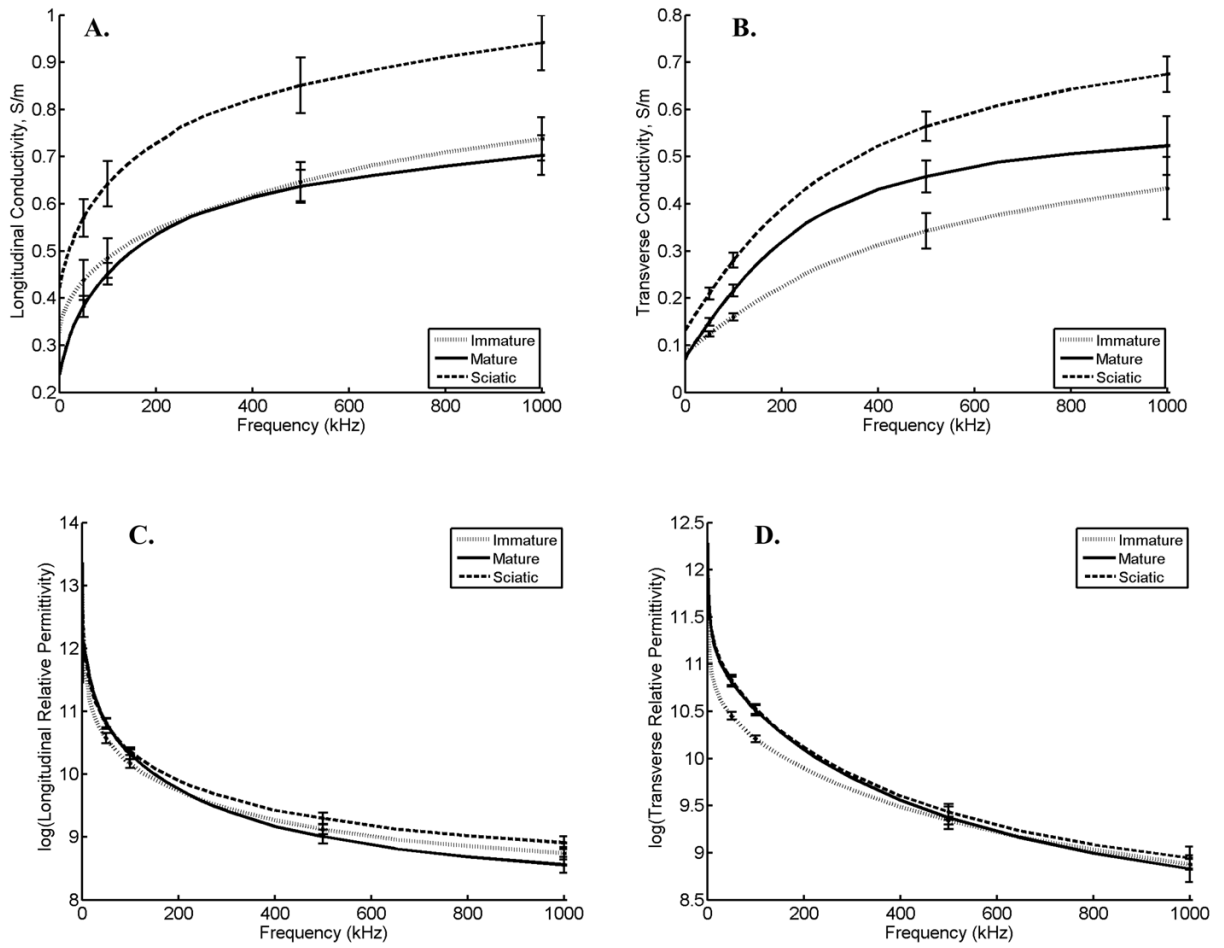 A.
Longitudinal Conductivity, S/m
1
0.9
0.8
0.7
0.6
0.5
0.4
0.3
0.2
0 200 400 600 800 1000
Frequency (kHz)
Immature
Mature
Sciatic
B.
Transverse Conductivity, S/m
0.8
0.7
0.6
0.5
0.4
0.3
0.2
0.1
0
0 200 400 600 800 1000
Frequency (kHz)
Immature
Mature
Sciatic
C.
log(Longitudinal Relative Permittivity)
14
13
12
11
10
9
8
0 200 400 600 800 1000
Frequency (kHz)
Immature
Mature
Sciatic
D.
log(Transverse Relative Permittivity)
12.5
12
11.5
11
10.5
10
9.5
9
8.5
0 200 400 600 800 1000
Frequency (kHz)
Immature
Mature
Sciatic